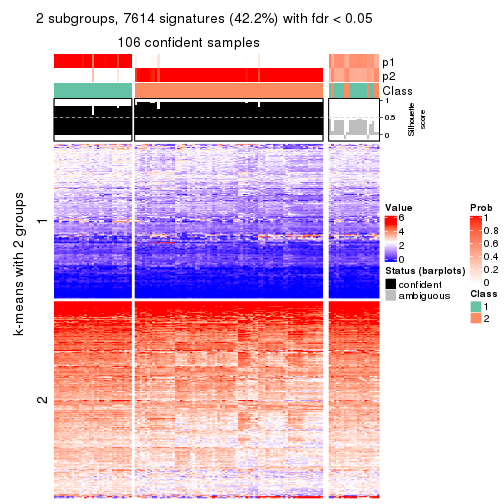 2 subgroups, 7614 signatures (42.2%) with fdr < 0.05
106 confident samples
p1
p2
Class
1
0.5
0
Silhouette
score
k-means with 2 groups
1
2
Value
6
4
2
0
Status (barplots)
confident
ambiguous
Prob
1
0.8
0.6
0.4
0.2
0
Class
1
2